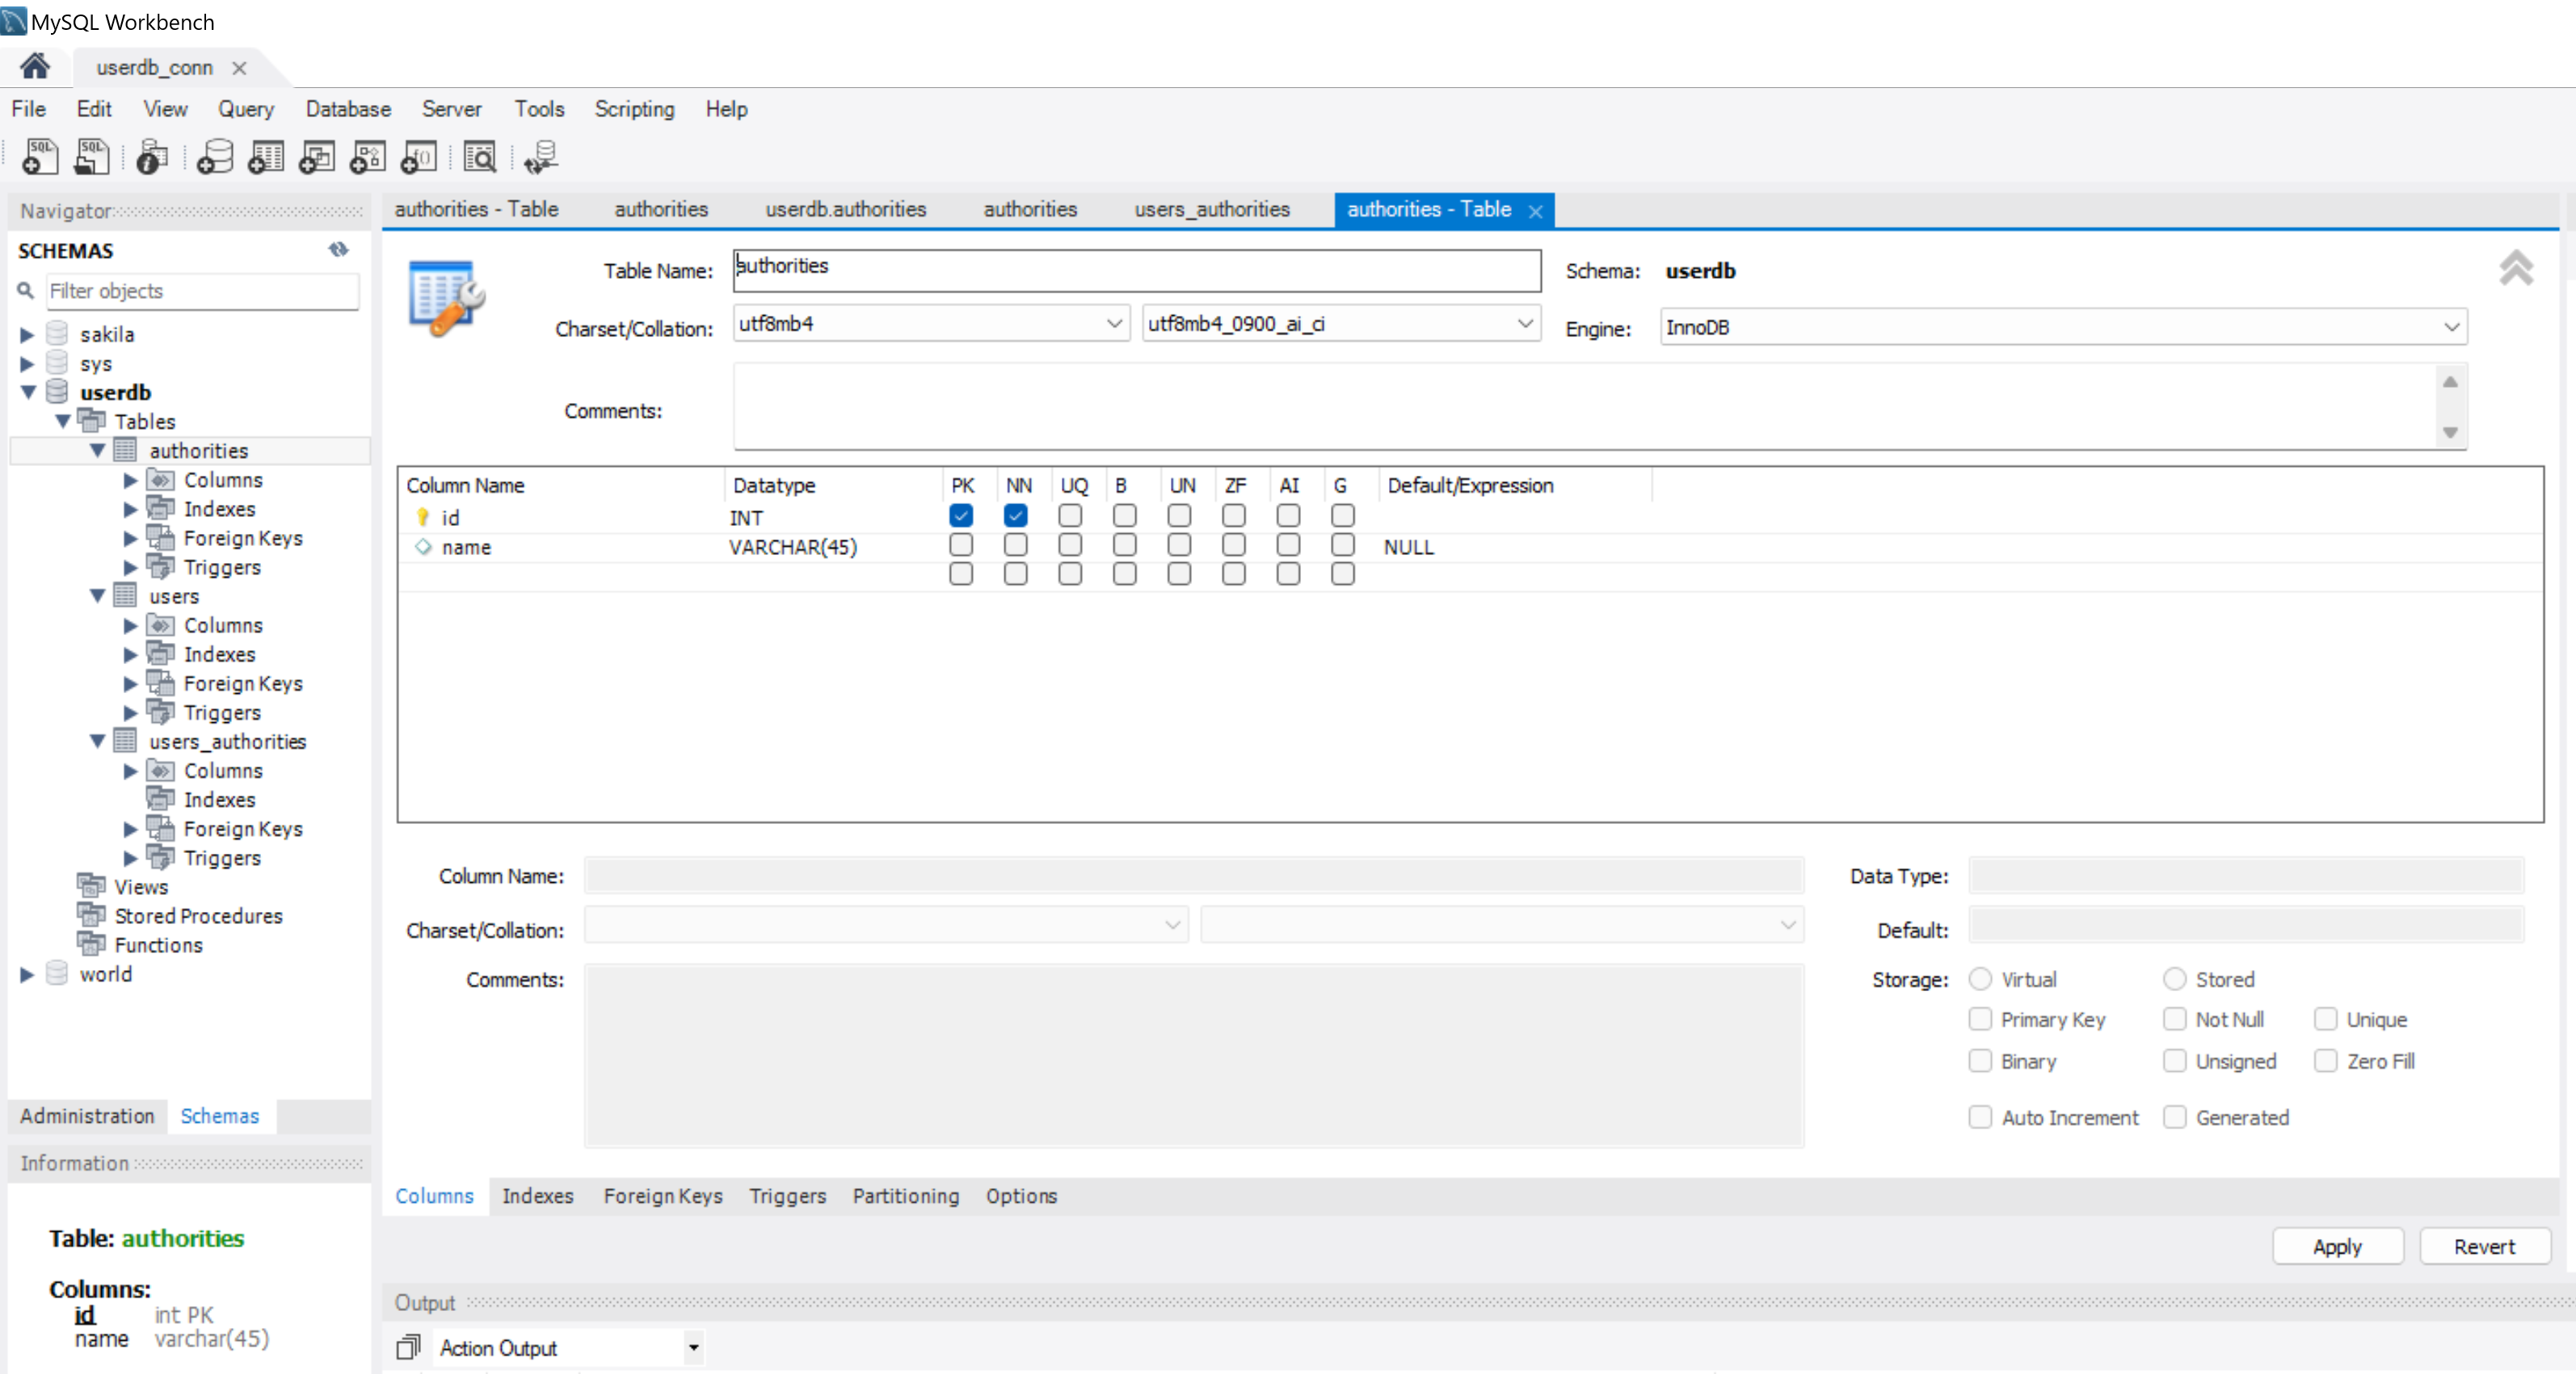 MySQL Workbench
userdb_conn
File Edit View Query Database Server Tools Scripting Help
Navigator
SCHEMAS
Filter objects
sakila
sys
userdb
Tables
authorities
Columns
Indexes
Foreign Keys
Triggers
users
Columns
Indexes
Foreign Keys
Triggers
users_authorities
Columns
Indexes
Foreign Keys
Triggers
Views
Stored Procedures
Functions
world
Administration Schemas
Information
Table: authorities
Columns:
id int PK
name varchar(45)
authorities - Table authorities userdb.authorities authorities users_authorities authorities - Table
Table Name: authorities Schema: userdb
Charset/Collation: utf8mb4 utf8mb4_0900_ai_ci Engine: InnoDB
Comments:
Column Name Datatype PK NN UQ B UN ZF AI G Default/Expression
id INT
name VARCHAR(45) NULL
Column Name: Data Type:
Charset/Collation: Default:
Comments: Storage: Virtual Stored
Primary Key Not Null Unique
Binary Unsigned Zero Fill
Auto Increment Generated
Columns Indexes Foreign Keys Triggers Partitioning Options
Apply Revert
Output
Action Output